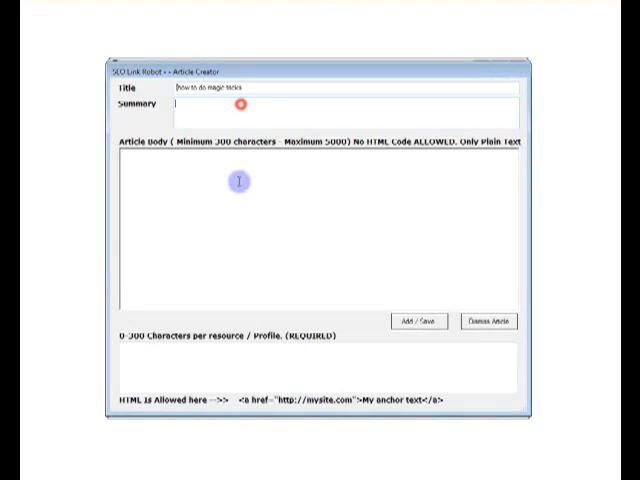 SEO Link Robot - - Article Creator
Title
how to do magic tricks
Summary
Article Body ( Minimum 300 characters - Maximum 5000) No HTML Code ALLOWED. Only Plain Text
Add / Save
Dismiss Article
0-300 Characters per resource / Profile. (REQUIRED)
HTML Is Allowed here -->> <a href="http://mysite.com">My anchor text</a>